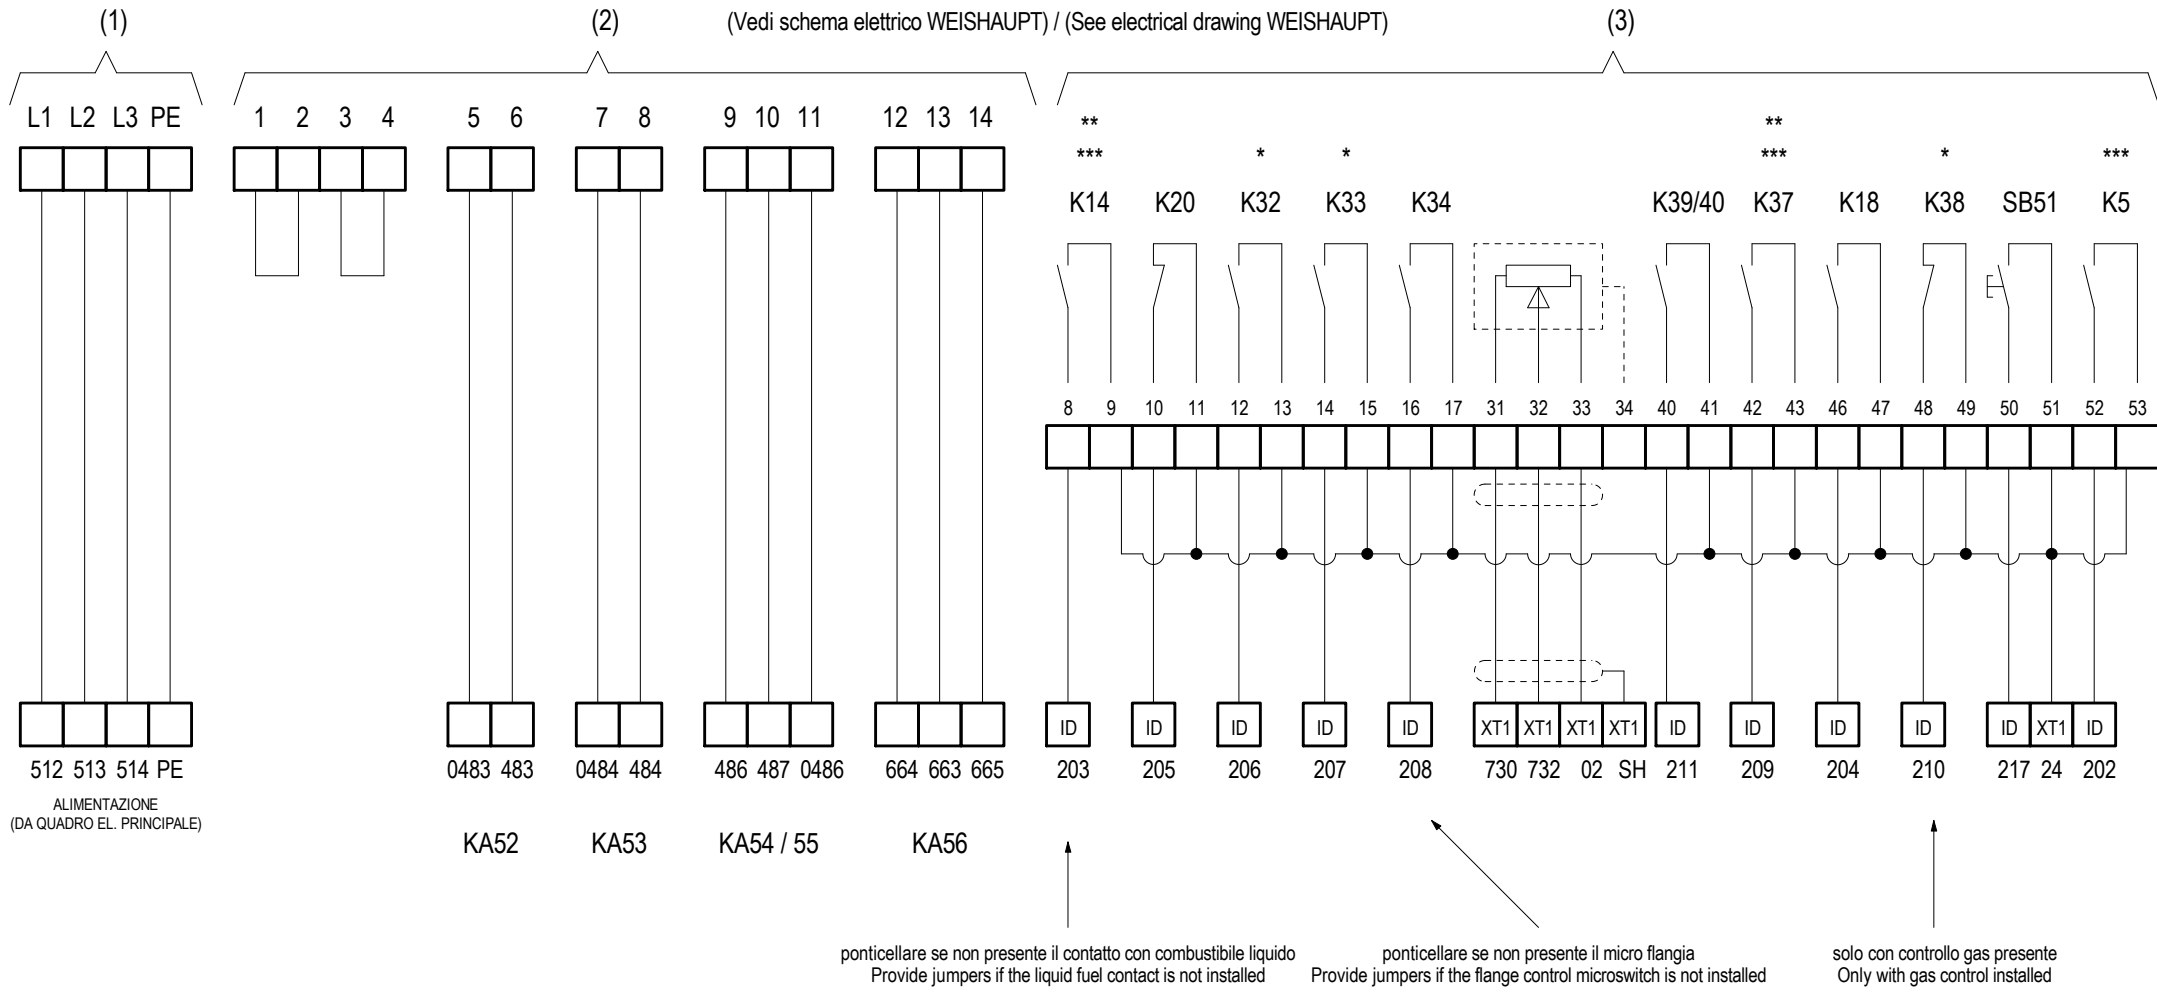 (1) (2) (Vedi schema elettrico WEISHAUPT) / (See electrical drawing WEISHAUPT) (3)
L1 L2 L3 PE 1 2 3 4 5 6 7 8 9 10 11 12 13 14
** **
*** * * *** * ***
K14 K20 K32 K33 K34 K39/40 K37 K18 K38 SB51 K5
8 9 10 11 12 13 14 15 16 17 31 32 33 34 40 41 42 43 46 47 48 49 50 51 52 53
ID ID ID ID ID XT1 XT1 XT1 XT1 ID ID ID ID ID XT1 ID
512 513 514 PE 0483 483 0484 484 486 487 0486 664 663 665 203 205 206 207 208 730 732 02 SH 211 209 204 210 217 24 202
ALIMENTAZIONE
(DA QUADRO EL. PRINCIPALE)
KA52 KA53 KA54 / 55 KA56
ponticellare se non presente il contatto con combustibile liquido
Provide jumpers if the liquid fuel contact is not installed
ponticellare se non presente il micro flangia
Provide jumpers if the flange control microswitch is not installed
solo con controllo gas presente
Only with gas control installed